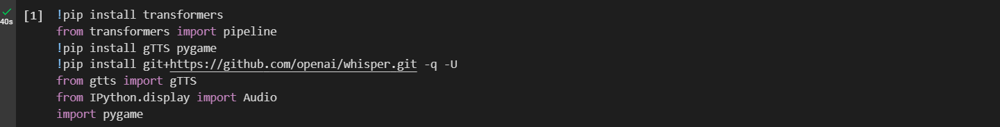 [1] !pip install transformers
from transformers import pipeline
!pip install gTTS pygame
40s
!pip install git+https://github.com/openai/whisper.git -q -U
from gtts import gTTS
from IPython.display import Audio
import pygame